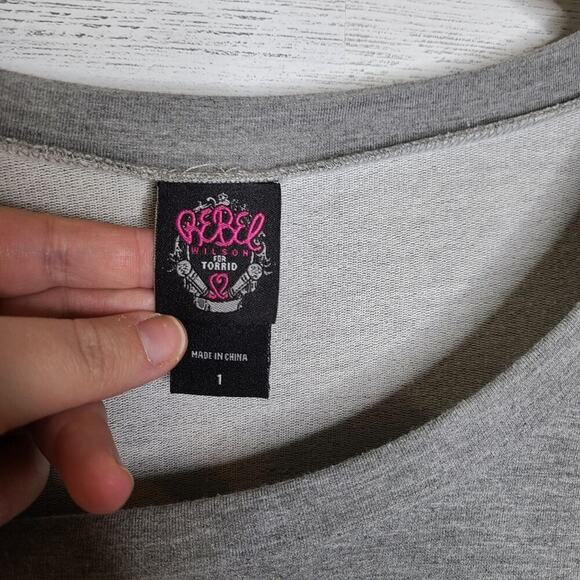 REBEL
WILSON
FOR
TORRID
MADE IN CHINA
1